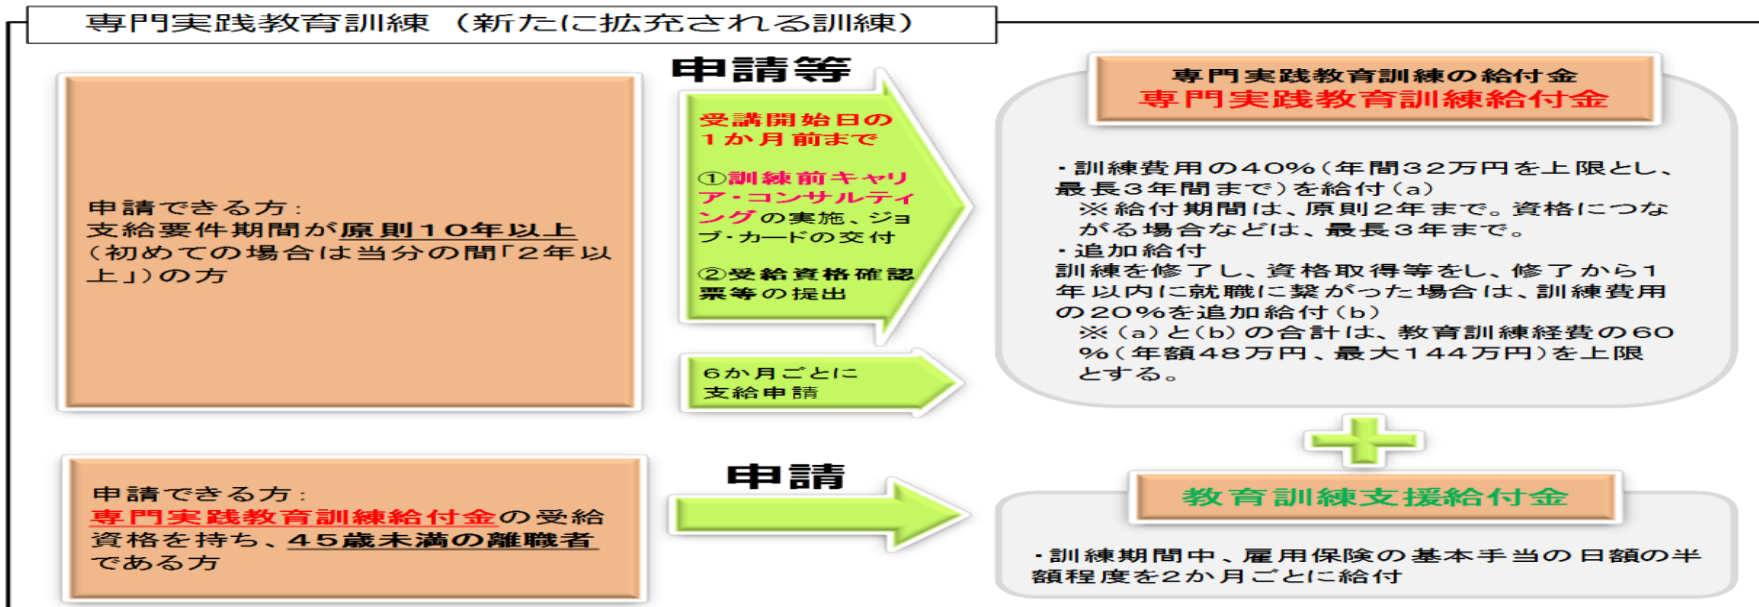 専門実践教育訓練（新たに拡充される訓練）
申請できる方：
支給要件期間が原則10年以上
（初めての場合は当分の間「2年以
上」）の方
申請等
受講開始日の
1か月前まで
①訓練前キャリ
ア・コンサルティ
ングの実施、ジョ
ブ・カードの交付
②受給資格確認
票等の提出
6か月ごとに
支給申請
専門実践教育訓練の給付金
専門実践教育訓練給付金
・訓練費用の40%（年間32万円を上限とし、
最長3年間まで）を給付(a)
※給付期間は、原則2年まで。資格につな
がる場合などは、最長3年まで。
・追加給付
訓練を修了し、資格取得等をし、修了から1
年以内に就職に繋がった場合は、訓練費用
の20%を追加給付(b)
※(a)と(b)の合計は、教育訓練経費の60
%（年額48万円、最大144万円）を上限
とする。
申請できる方：
専門実践教育訓練給付金の受給
資格を持ち、45歳未満の離職者
である方
申請
教育訓練支援給付金
・訓練期間中、雇用保険の基本手当の日額の半
額程度を2か月ごとに給付